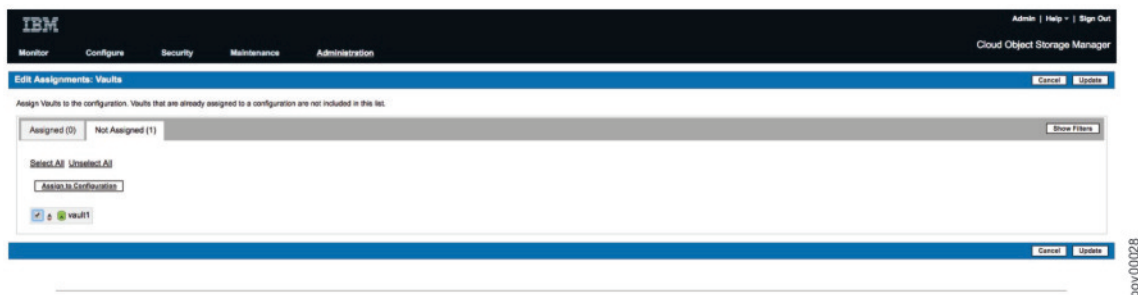 IBM
Admin | Help | Sign Out
Cloud Object Storage Manager
Monitor Configure Security Maintenance Administration
Edit Assignments: Vaults
Cancel Update
Assign Vaults to the configuration. Vaults that are already assigned to a configuration are not included in this list.
Assigned (0) Not Assigned (1)
Show Filters
Select All Unselect All
Assign to Configuration
vault1
Cancel Update